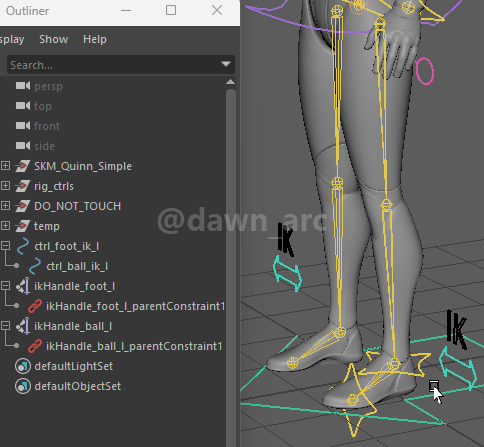 Outliner
splay Show Help
Search...
persp
top
front
side
SKM_Quinn_Simple
rig_ctrls
DO_NOT_TOUCH
temp
ctrl_foot_ik_l
ctrl_ball_ik_l
ikHandle_foot_l
ikHandle_foot_l_parentConstraint1
ikHandle_ball_l
ikHandle_ball_l_parentConstraint1
defaultLightSet
defaultObjectSet
@dawn_arc
IK
IK